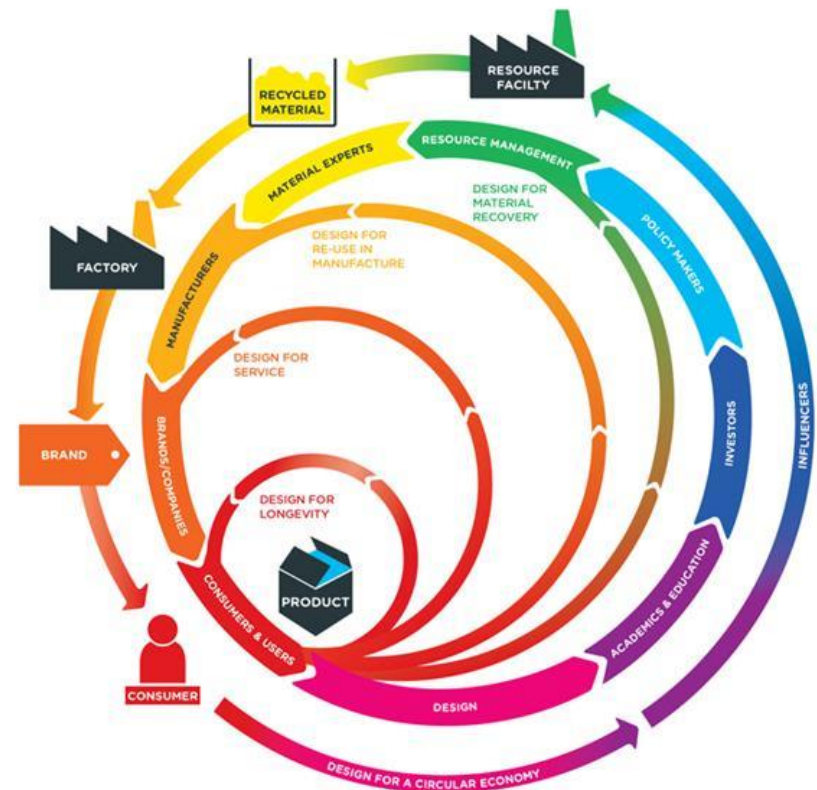 RESOURCE
FACILTY
RECYCLED
MATERIAL
RESOURCE MANAGEMENT
MATERIAL EXPERTS
DESIGN FOR
MATERIAL
RECOVERY
POLICY MAKERS
DESIGN FOR
RE-USE IN
MANUFACTURE
FACTORY
MANUFACTURERS
DESIGN FOR
SERVICE
INVESTORS
INFLUENCERS
BRAND
BRANDS/COMPANIES
DESIGN FOR
LONGEVITY
PRODUCT
CONSUMERS & USERS
ACADEMICS & EDUCATION
CONSUMER
DESIGN
DESIGN FOR A CIRCULAR ECONOMY